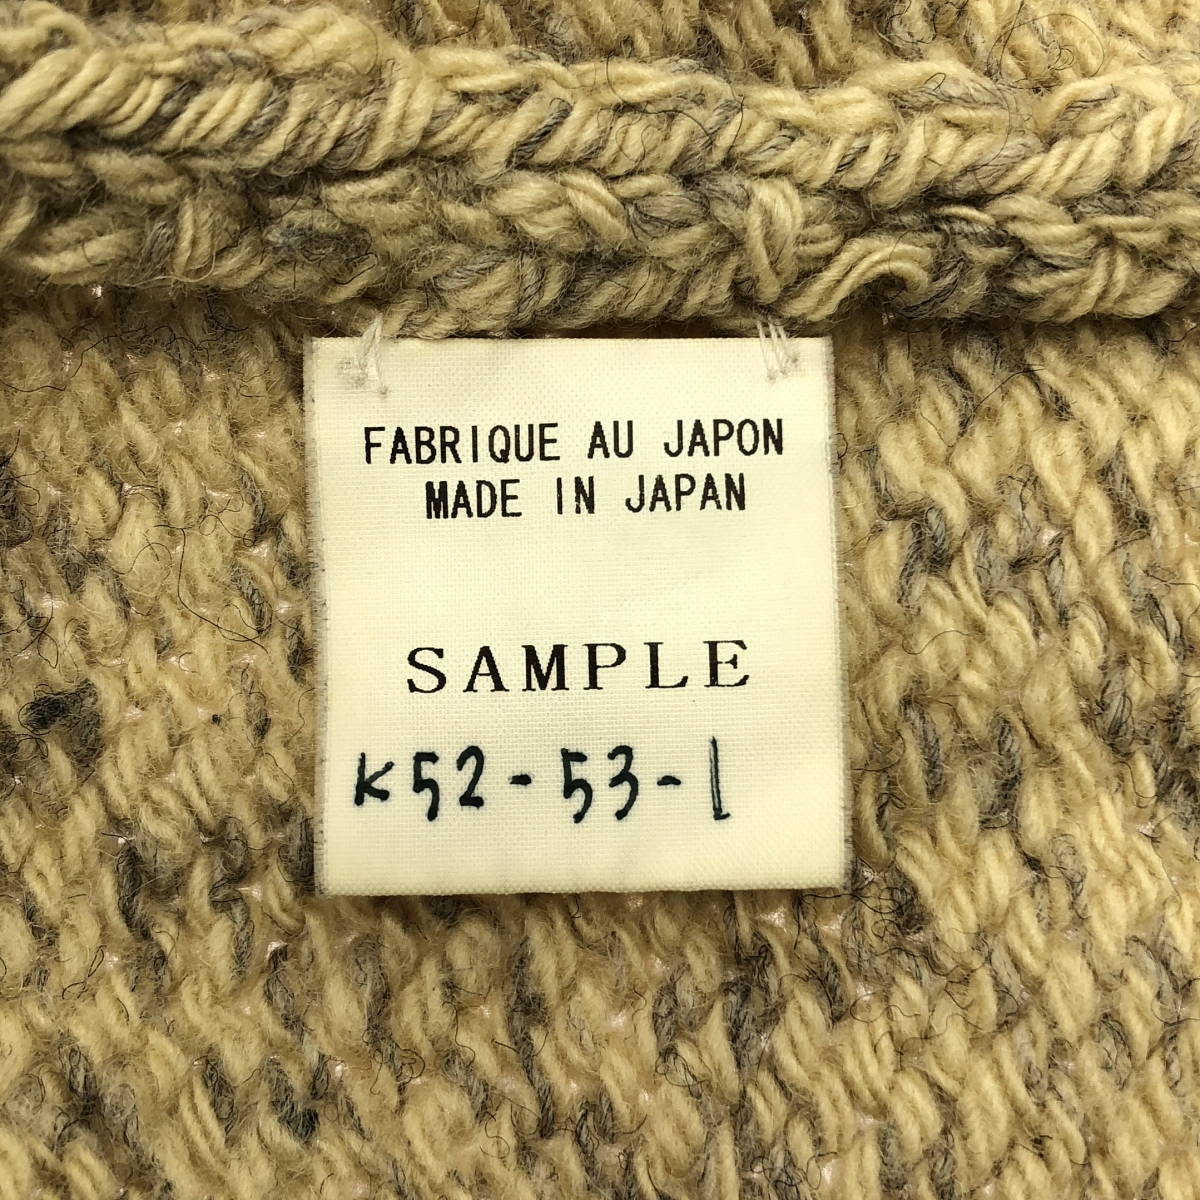 FABRIQUE AU JAPON
MADE IN JAPAN
SAMPLE
K52-53-1